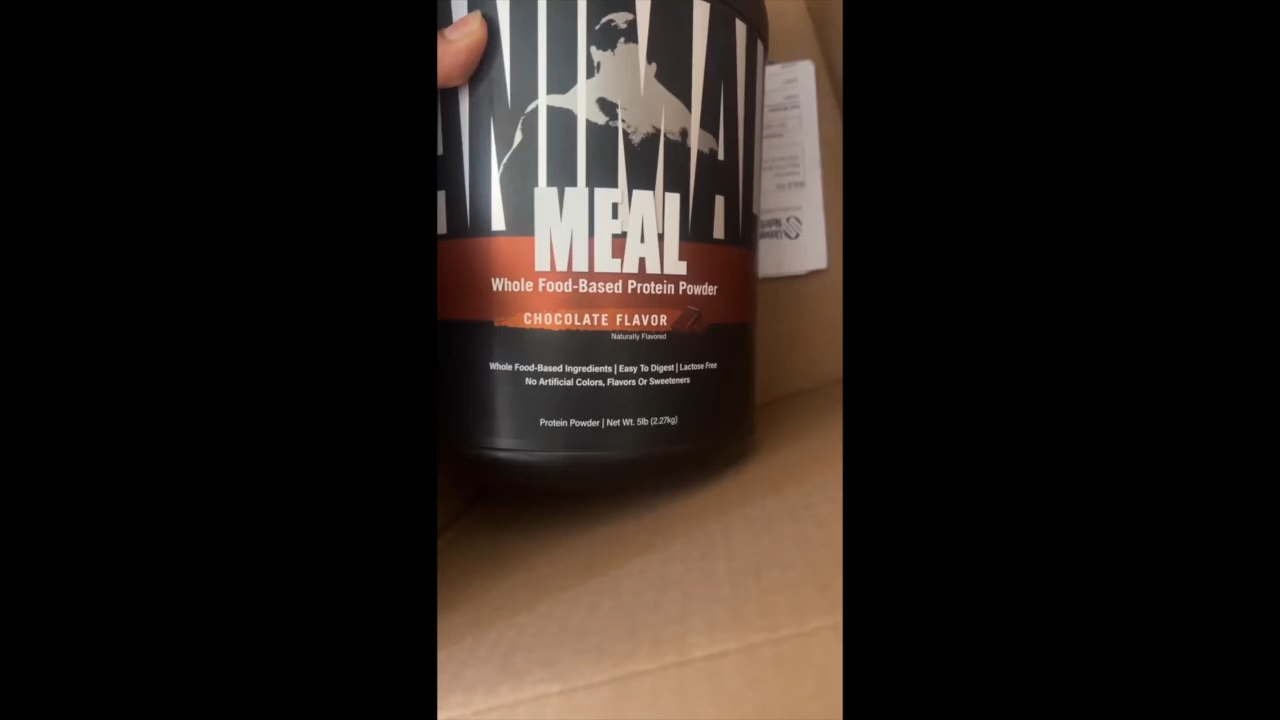 ANIMAL
MEAL
Whole Food-Based Protein Powder
CHOCOLATE FLAVOR
Naturally Flavored
Whole Food-Based Ingredients | Easy To Digest | Lactose Free
No Artificial Colors, Flavors Or Sweeteners
Protein Powder | Net Wt. 5lb (2.27kg)